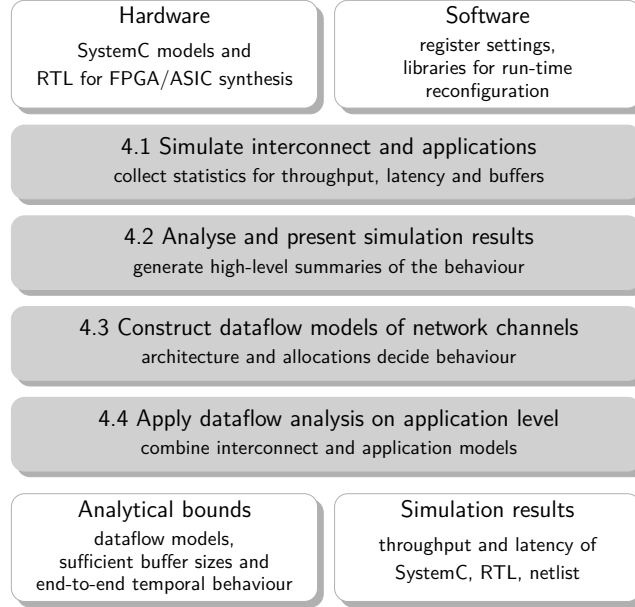 Hardware
SystemC models and
RTL for FPGA/ASIC synthesis
Software
register settings,
libraries for run-time
reconfiguration
4.1 Simulate interconnect and applications
collect statistics for throughput, latency and buffers
4.2 Analyse and present simulation results
generate high-level summaries of the behaviour
4.3 Construct dataflow models of network channels
architecture and allocations decide behaviour
4.4 Apply dataflow analysis on application level
combine interconnect and application models
Analytical bounds
dataflow models,
sufficient buffer sizes and
end-to-end temporal behaviour
Simulation results
throughput and latency of
SystemC, RTL, netlist